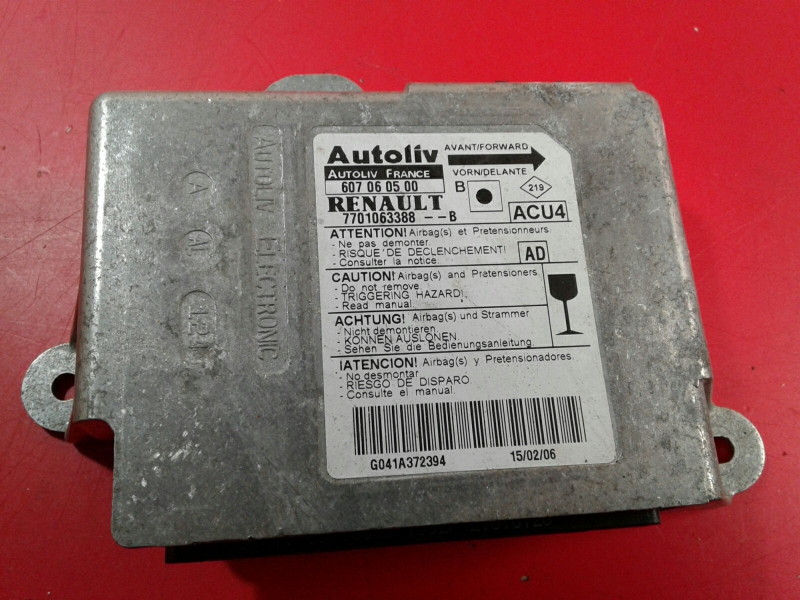 Autoliv
AVANT/FORWARD
AUTOLIV FRANCE
VORN/DELANTE
607 06 05 00
B
219
RENAULT
7701063388 -- B
ACU4
ATTENTION! Airbag(s) et Pretensionneurs.
- Ne pas demonter.
- RISQUE DE DECLENCHEMENT!
- Consulter la notice.
AD
CAUTION! Airbag(s) and Pretensioners
- Do not remove.
- TRIGGERING HAZARD!
- Read manual.
ACHTUNG! Airbag(s) und Strammer
- Nicht demontieren.
- KÖNNEN AUSLÖSEN.
- Sehen Sie die Bedienungsanleitung.
¡ATENCION! Airbag(s) y Pretensionadores.
- No desmontar
- RIESGO DE DISPARO.
- Consulte el manual.
G041A372394
15/02/06
AUTOLIV ELECTRONIC
A